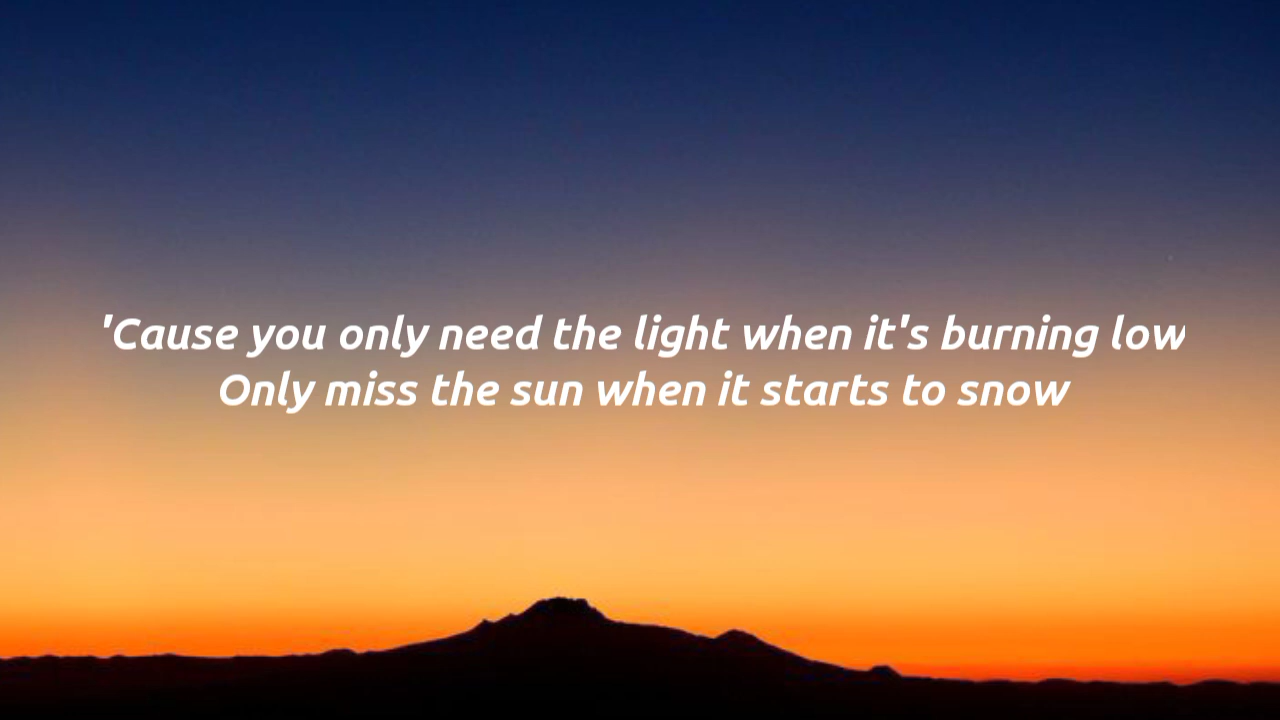 'Cause you only need the light when it's burning low
Only miss the sun when it starts to snow